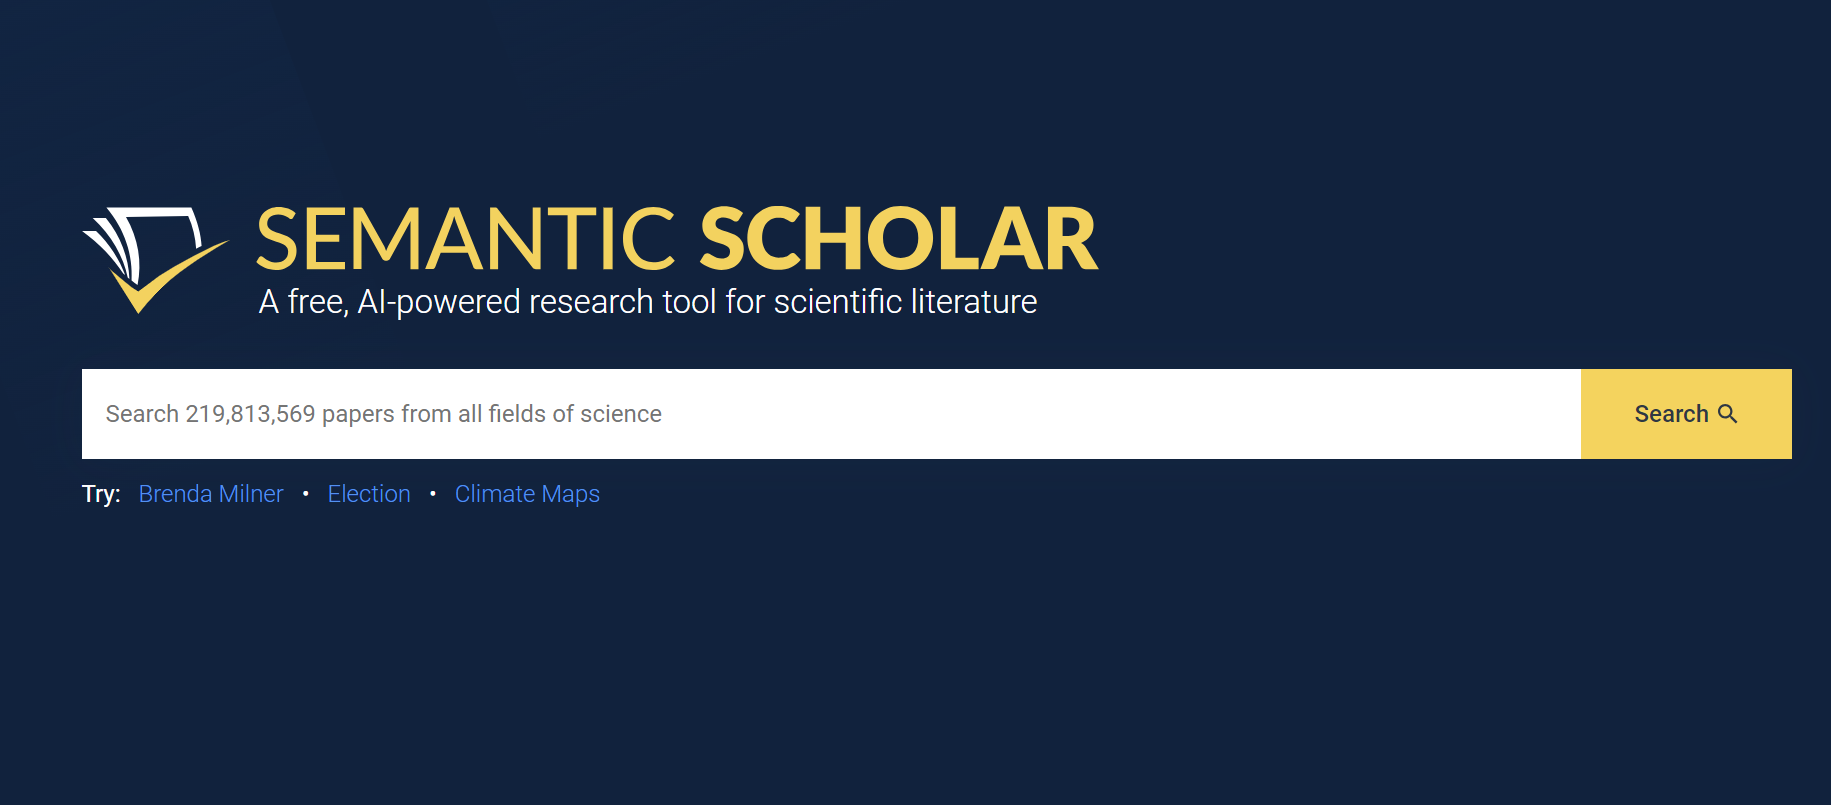 SEMANTIC SCHOLAR
A free, AI-powered research tool for scientific literature
Search 219,813,569 papers from all fields of science
Search
Try: Brenda Milner • Election • Climate Maps